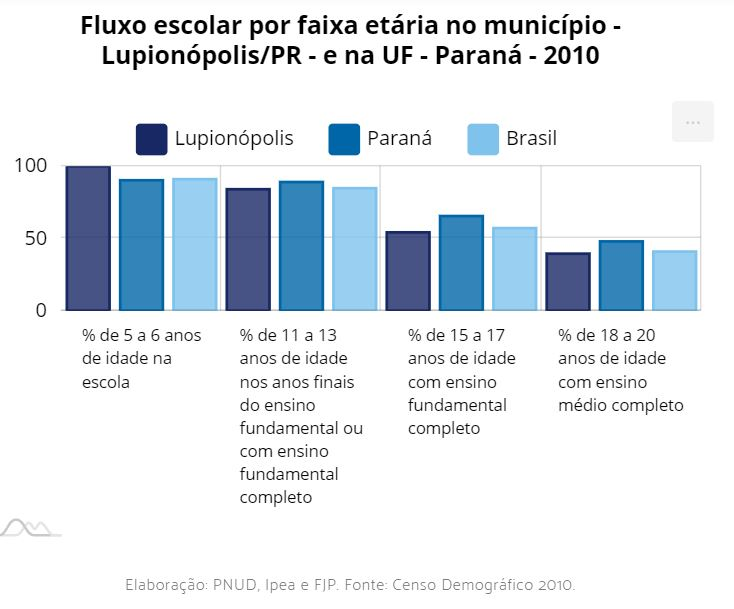 Fluxo escolar por faixa etária no município -
Lupionópolis/PR - e na UF - Paraná - 2010
...
Lupionópolis Paraná Brasil
100
50
0
% de 5 a 6 anos
de idade na
escola
% de 11 a 13
anos de idade
nos anos finais
do ensino
fundamental ou
com ensino
fundamental
completo
% de 15 a 17
anos de idade
com ensino
fundamental
completo
% de 18 a 20
anos de idade
com ensino
médio completo
Elaboração: PNUD, Ipea e FJP. Fonte: Censo Demográfico 2010.